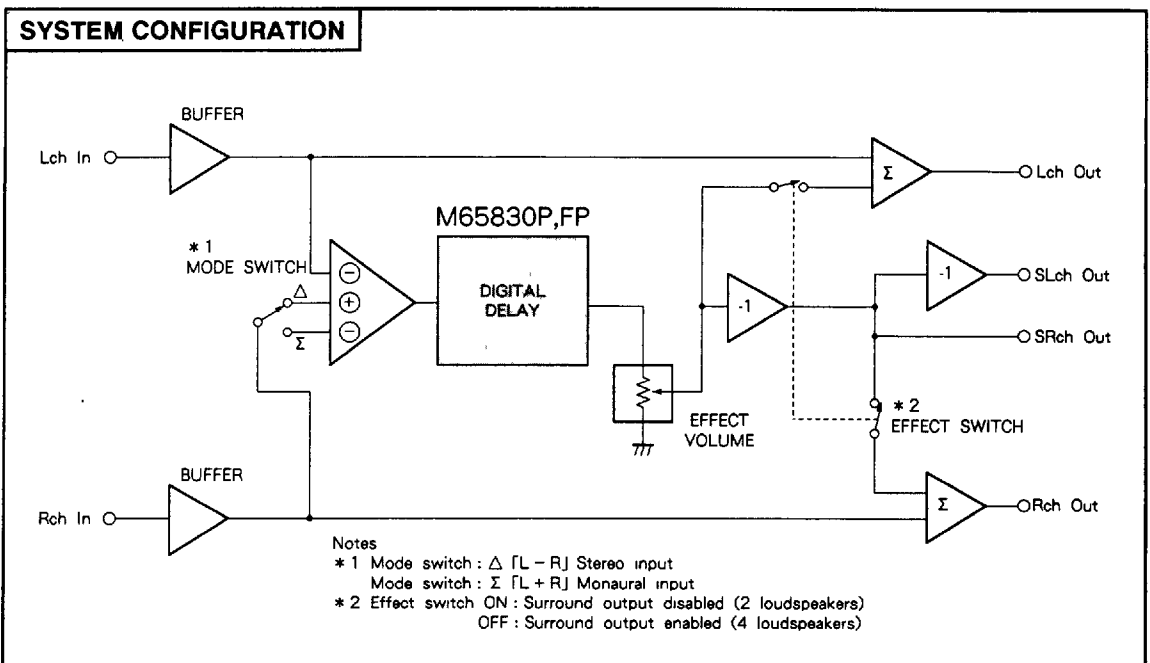 SYSTEM CONFIGURATION
BUFFER
Lch In
Σ
Lch Out
M65830P,FP
* 1
MODE SWITCH
⊖
Δ
⊕
Σ
⊖
DIGITAL
DELAY
-1
-1
SLch Out
SRch Out
EFFECT
VOLUME
* 2
EFFECT SWITCH
BUFFER
Rch In
Σ
Rch Out
Notes
* 1 Mode switch : Δ 「L – R」 Stereo input
Mode switch : Σ 「L + R」 Monaural input
* 2 Effect switch ON : Surround output disabled (2 loudspeakers)
OFF : Surround output enabled (4 loudspeakers)